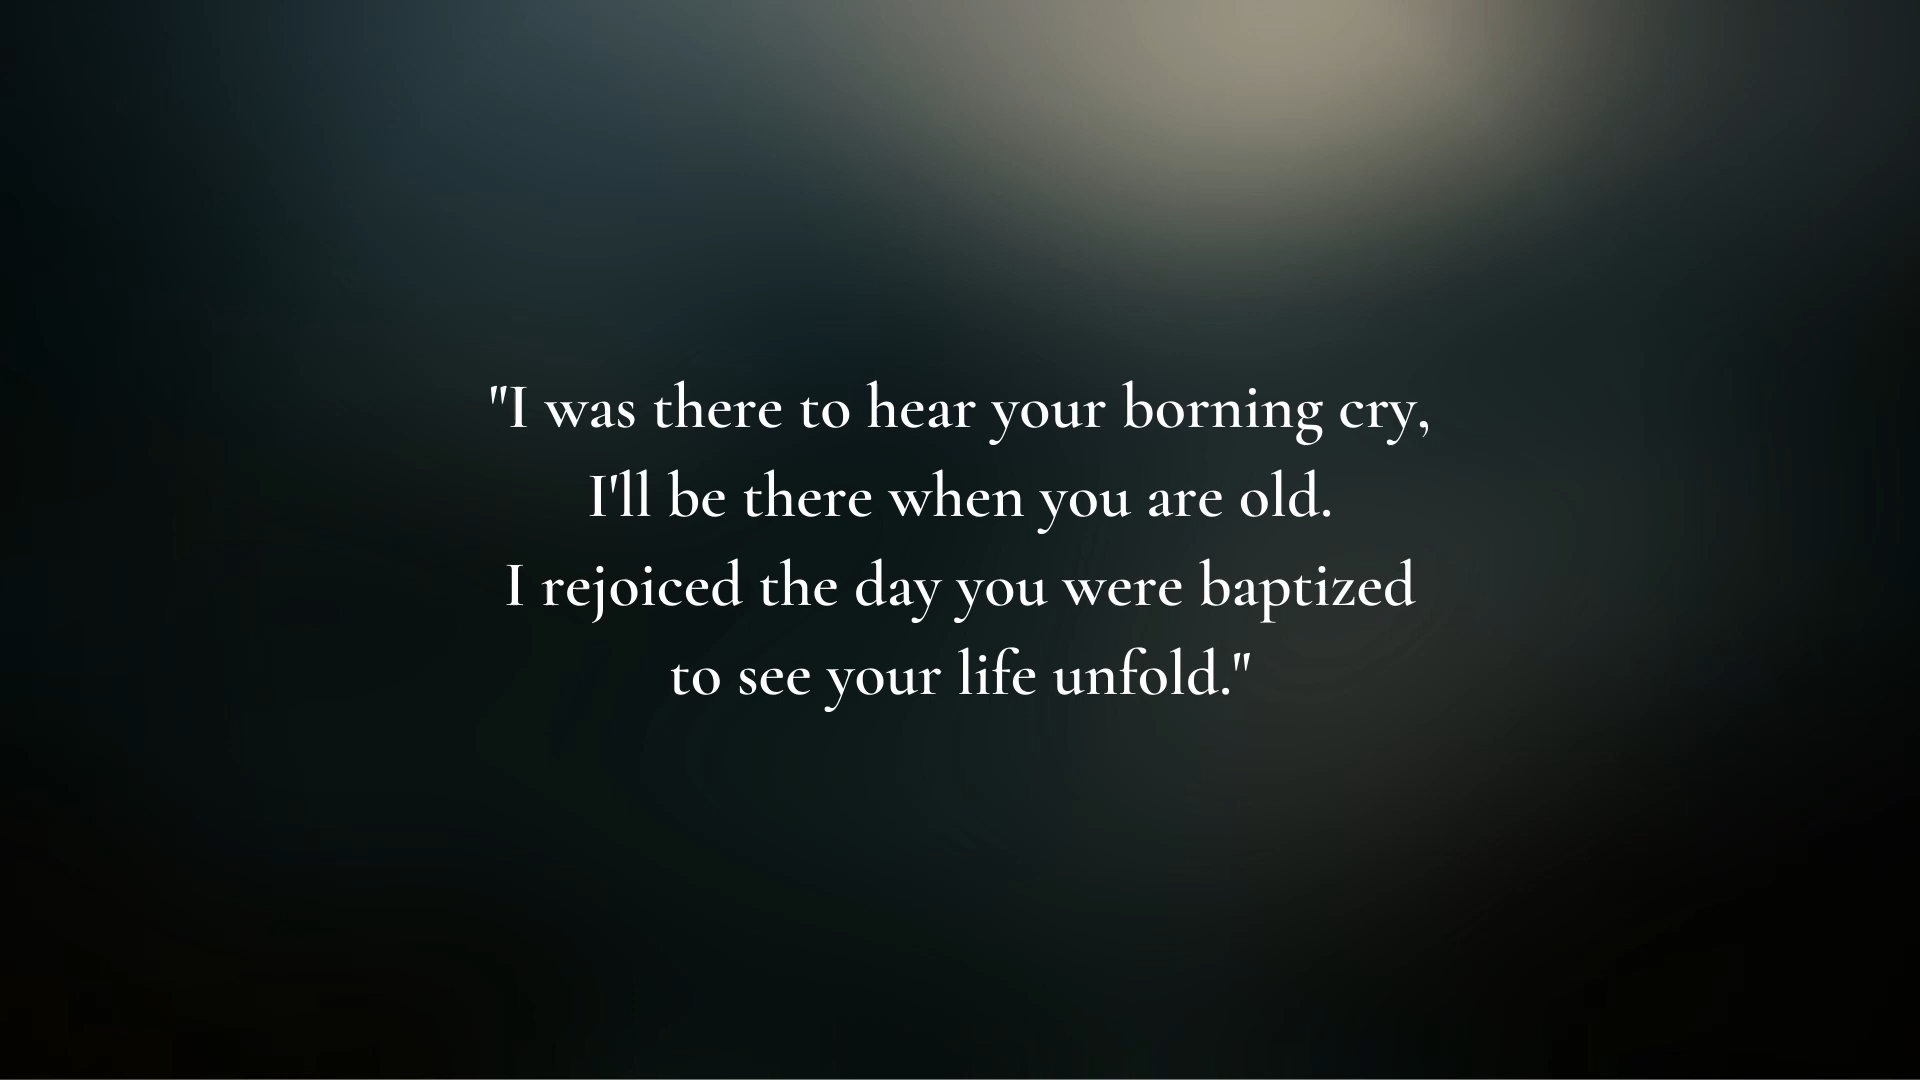 "I was there to hear your borning cry,
I'll be there when you are old.
I rejoiced the day you were baptized
to see your life unfold."